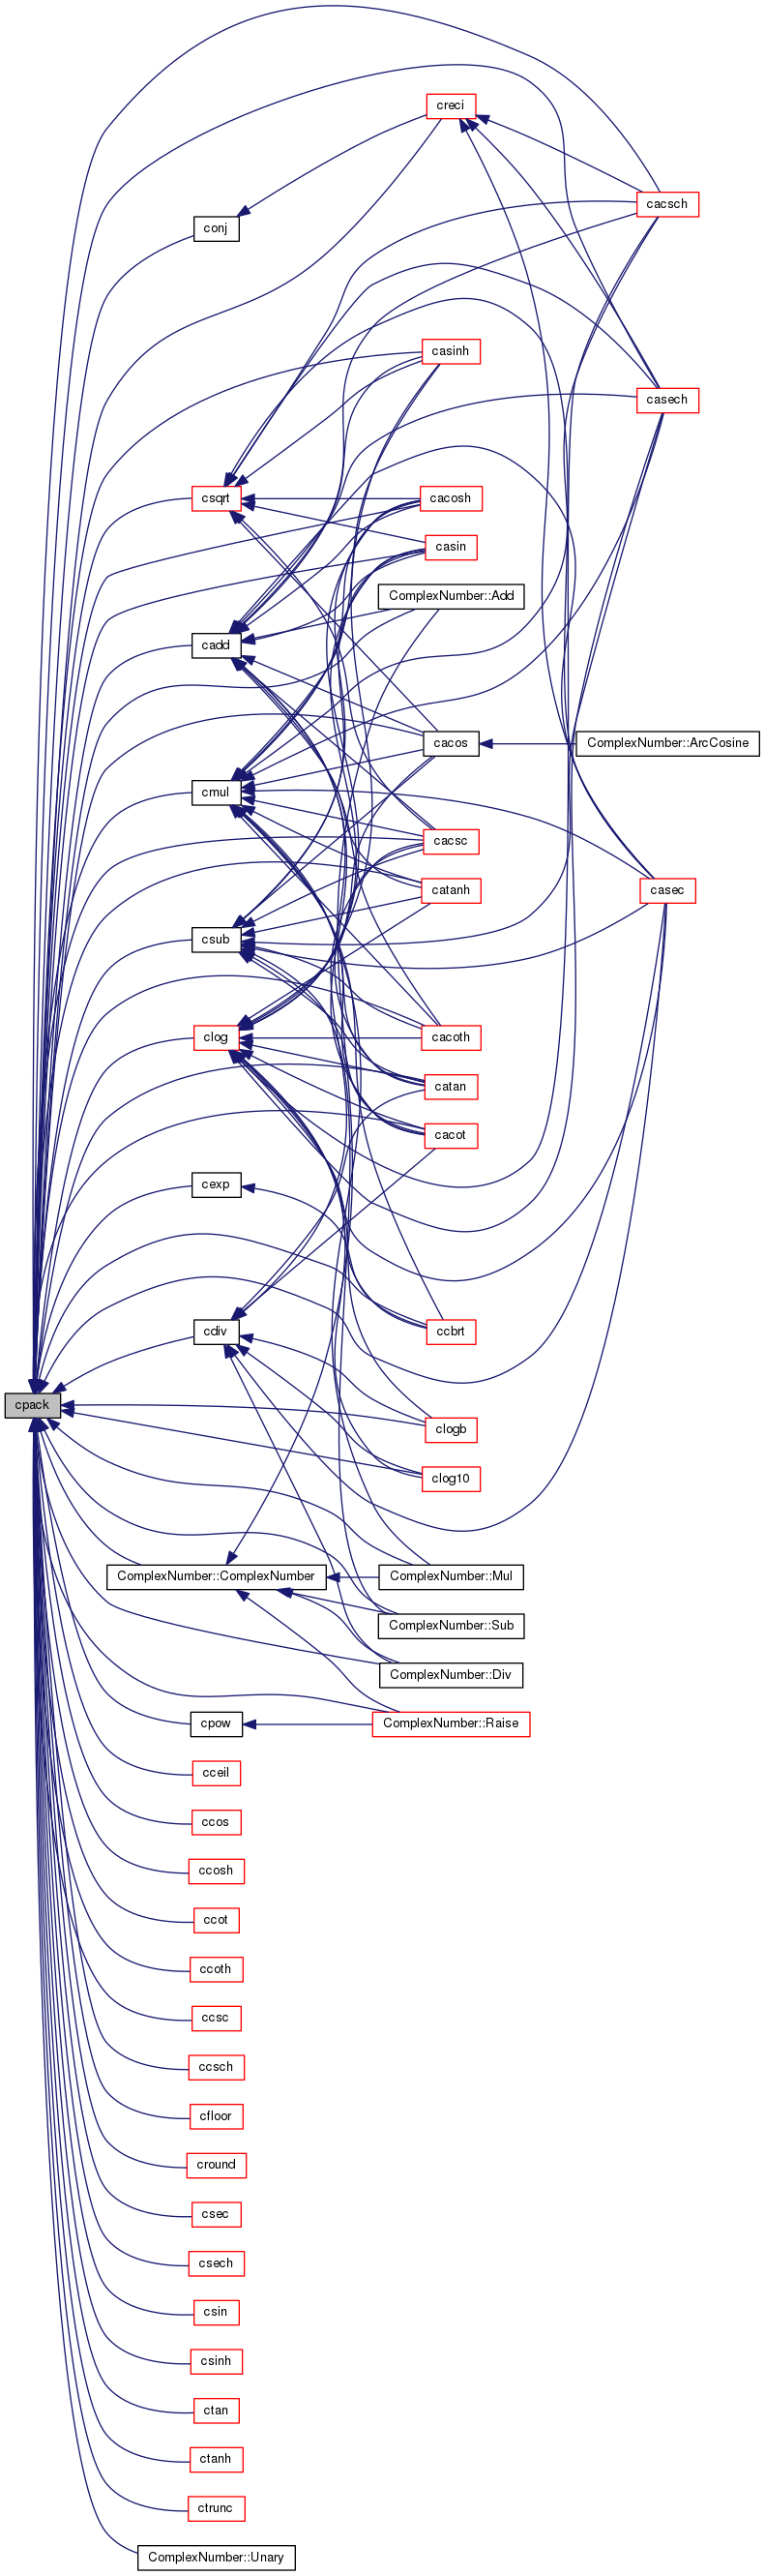 creci
cacsch
conj
casinh
casech
csqrt
cacosh
casin
ComplexNumber::Add
cadd
cacos
ComplexNumber::ArcCosine
cmul
cacsc
catanh
casec
csub
clog
cacoth
catan
cacot
cexp
cdiv
ccbrt
cpack
clogb
clog10
ComplexNumber::ComplexNumber
ComplexNumber::Mul
ComplexNumber::Sub
ComplexNumber::Div
cpow
ComplexNumber::Raise
cceil
ccos
ccosh
ccot
ccoth
ccsc
ccsch
cfloor
cround
csec
csech
csin
csinh
ctan
ctanh
ctrunc
ComplexNumber::Unary